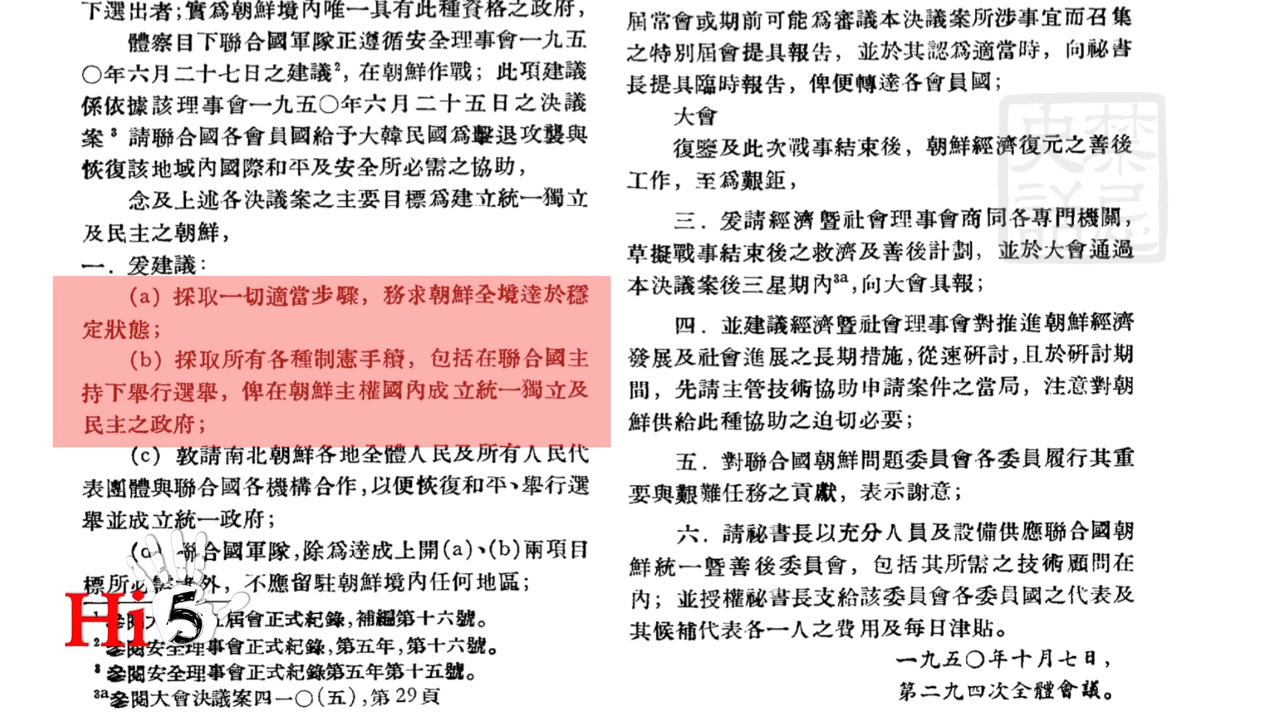 下選出者；實爲朝鮮境內唯一具有此種資格之政府，
體察目下聯合國軍隊正遵循安全理事會一九五
〇年六月二十七日之建議²，在朝鮮作戰；此項建議
係依據該理事會一九五〇年六月二十五日之決議
案³請聯合國各會員國給予大韓民國爲擊退攻襲與
恢復該地域內國際和平及安全所必需之協助，
念及上述各決議案之主要目標爲建立統一獨立
及民主之朝鮮，
一．爰建議：
(a) 採取一切適當步驟，務求朝鮮全境達於穩
定狀態；
(b) 採取所有各種制憲手續，包括在聯合國主
持下舉行選舉，俾在朝鮮主權國內成立統一獨立及
民主之政府；
(c) 敦請南北朝鮮各地全體人民及所有人民代
表團體與聯合國各機構合作，以便恢復和平、舉行選
舉並成立統一政府；
(d) 聯合國軍隊，除爲達成上開(a)、(b)兩項目
標所必需者外，不應留駐朝鮮境內任何地區；
¹ 參閱大會第五屆會正式紀錄，補編第十六號。
² 參閱安全理事會正式紀錄，第五年，第十六號。
³ 參閱安全理事會正式紀錄第五年第十五號。
³ª參閱大會決議案四一〇(五)，第29頁
Hi 5
屆常會或期前可能爲審議本決議案所涉事宜而召集
之特別屆會提具報告，並於其認爲適當時，向祕書
長提具臨時報告，俾便轉達各會員國；
大會
復鑒及此次戰事結束後，朝鮮經濟復元之善後
工作，至爲艱鉅，
三．爰請經濟暨社會理事會商同各專門機關，
草擬戰事結束後之救濟及善後計劃，並於大會通過
本決議案後三星期內³ª，向大會具報；
四．並建議經濟暨社會理事會對推進朝鮮經濟
發展及社會進展之長期措施，從速研討，且於研討期
間，先請主管技術協助申請案件之當局，注意對朝
鮮供給此種協助之迫切必要；
五．對聯合國朝鮮問題委員會各委員履行其重
要與艱難任務之貢獻，表示謝意；
六．請祕書長以充分人員及設備供應聯合國朝
鮮統一暨善後委員會，包括其所需之技術顧問在
內；並授權祕書長支給該委員會各委員國之代表及
其候補代表各一人之費用及每日津貼。
一九五〇年十月七日，
第二九四次全體會議。
禁忌
史話